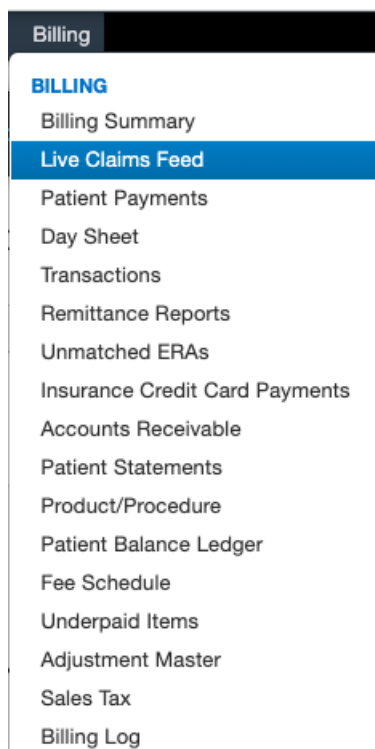 Billing
BILLING
Billing Summary
Live Claims Feed
Patient Payments
Day Sheet
Transactions
Remittance Reports
Unmatched ERAs
Insurance Credit Card Payments
Accounts Receivable
Patient Statements
Product/Procedure
Patient Balance Ledger
Fee Schedule
Underpaid Items
Adjustment Master
Sales Tax
Billing Log